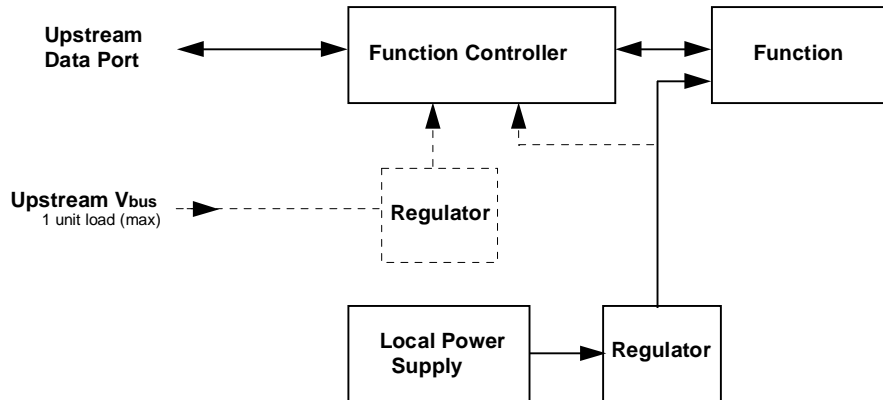 Upstream
Data Port
Function Controller
Function
Upstream Vbus
1 unit load (max)
Regulator
Local Power
Supply
Regulator